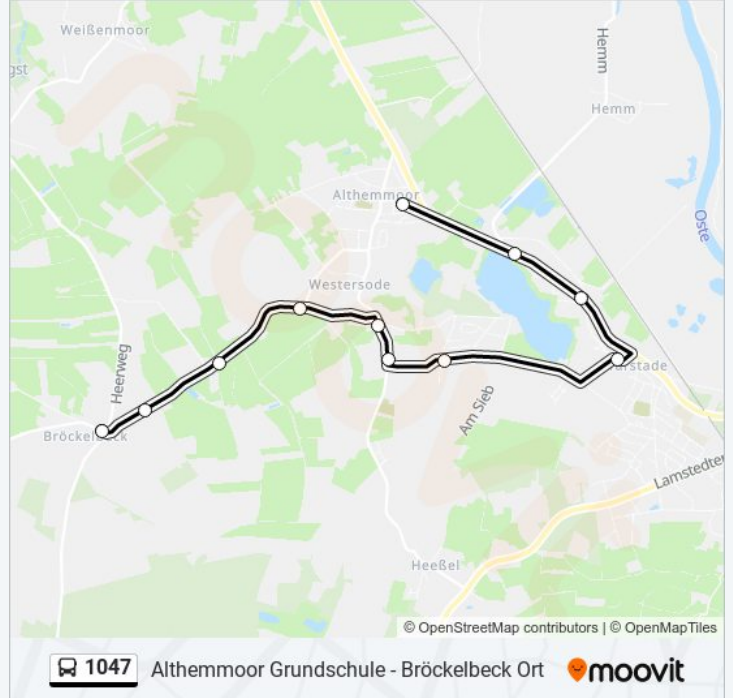 Weißenmoor
gst
Hemm
Hemm
Althemmoor
Oste
Westersode
Heerweg
Am Sieb
Bröckelbeck
Lamstedter
Heeßel
© OpenStreetMap contributors | © OpenMapTiles
1047 Althemmoor Grundschule - Bröckelbeck Ort moovit